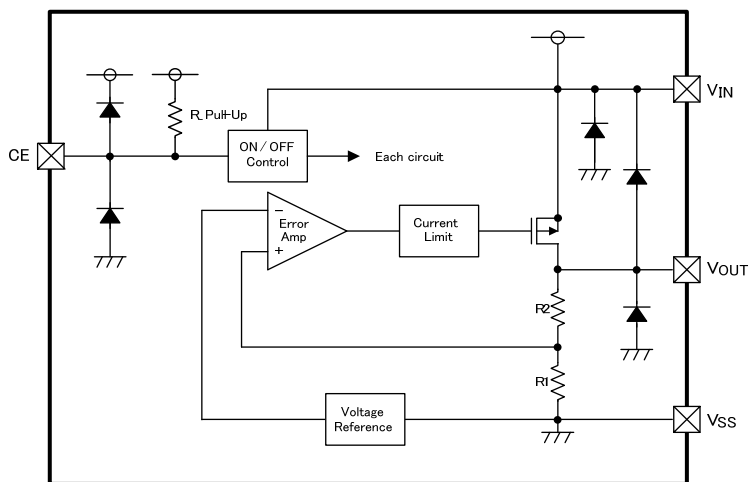 VIN
R_Pull-Up
CE
ON/OFF
Control
Each circuit
−
Error
Amp
+
Current
Limit
VOUT
R2
R1
Voltage
Reference
VSS